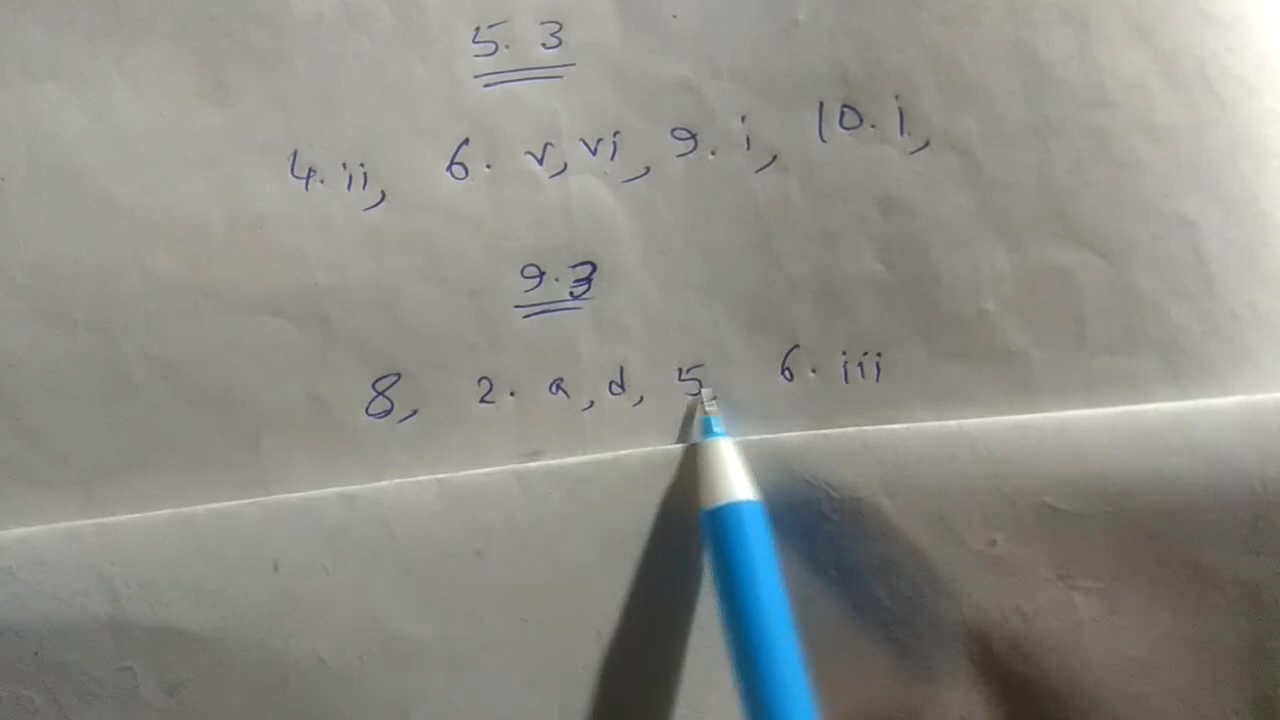 5. 3
4. ii, 6. v, vi, 9. i, 10. i,
9.3
8, 2. a, d, 5, 6. iii